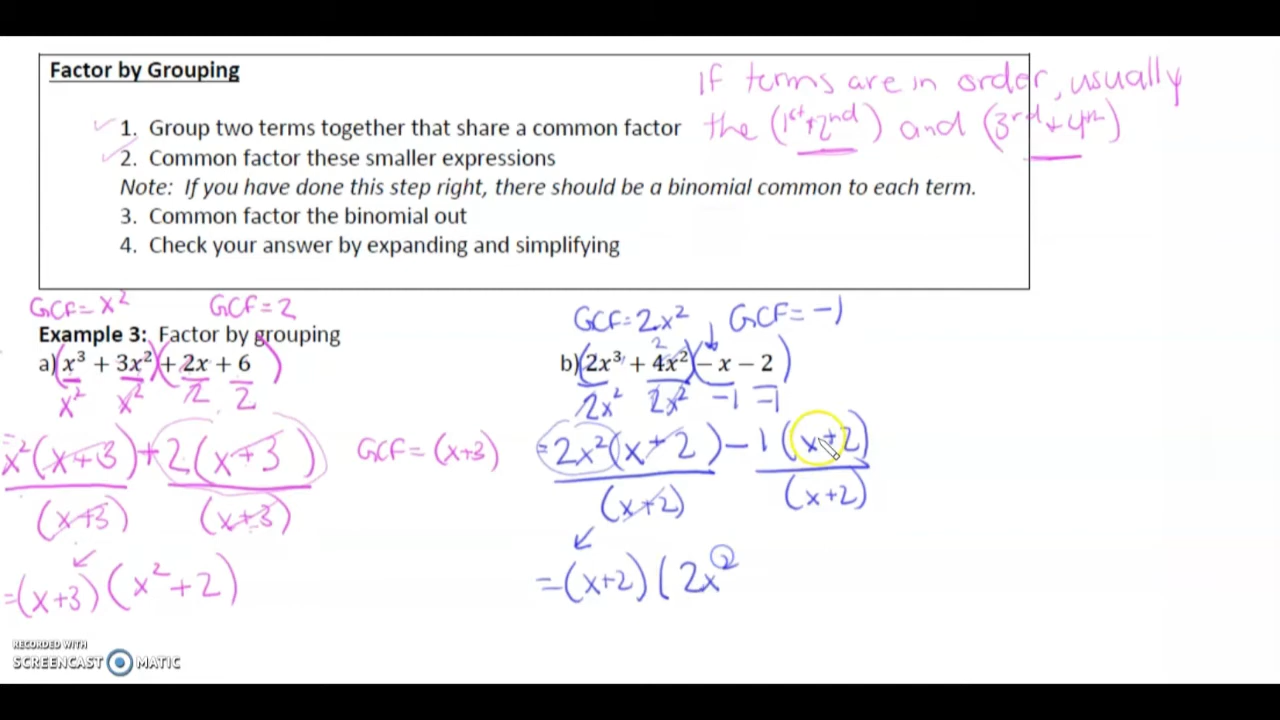 Factor by Grouping
If terms are in order, usually
the (1st + 2nd) and (3rd + 4th)
1. Group two terms together that share a common factor
2. Common factor these smaller expressions
Note: If you have done this step right, there should be a binomial common to each term.
3. Common factor the binomial out
4. Check your answer by expanding and simplifying
GCF = x² GCF = 2
Example 3: Factor by grouping
a) (x³ + 3x²)(+ 2x + 6)
x² x² 2 2
= x²(x+3) + 2(x+3) GCF = (x+3)
(x+3) (x+3)
= (x+3)(x² + 2)
GCF = 2x² GCF = -1
2
b) (2x³ + 4x²)(- x - 2)
2x² 2x² -1 -1
= 2x²(x+2) - 1(x+2)
(x+2) (x+2)
= (x+2)(2x²
RECORDED WITH
SCREENCAST MATIC